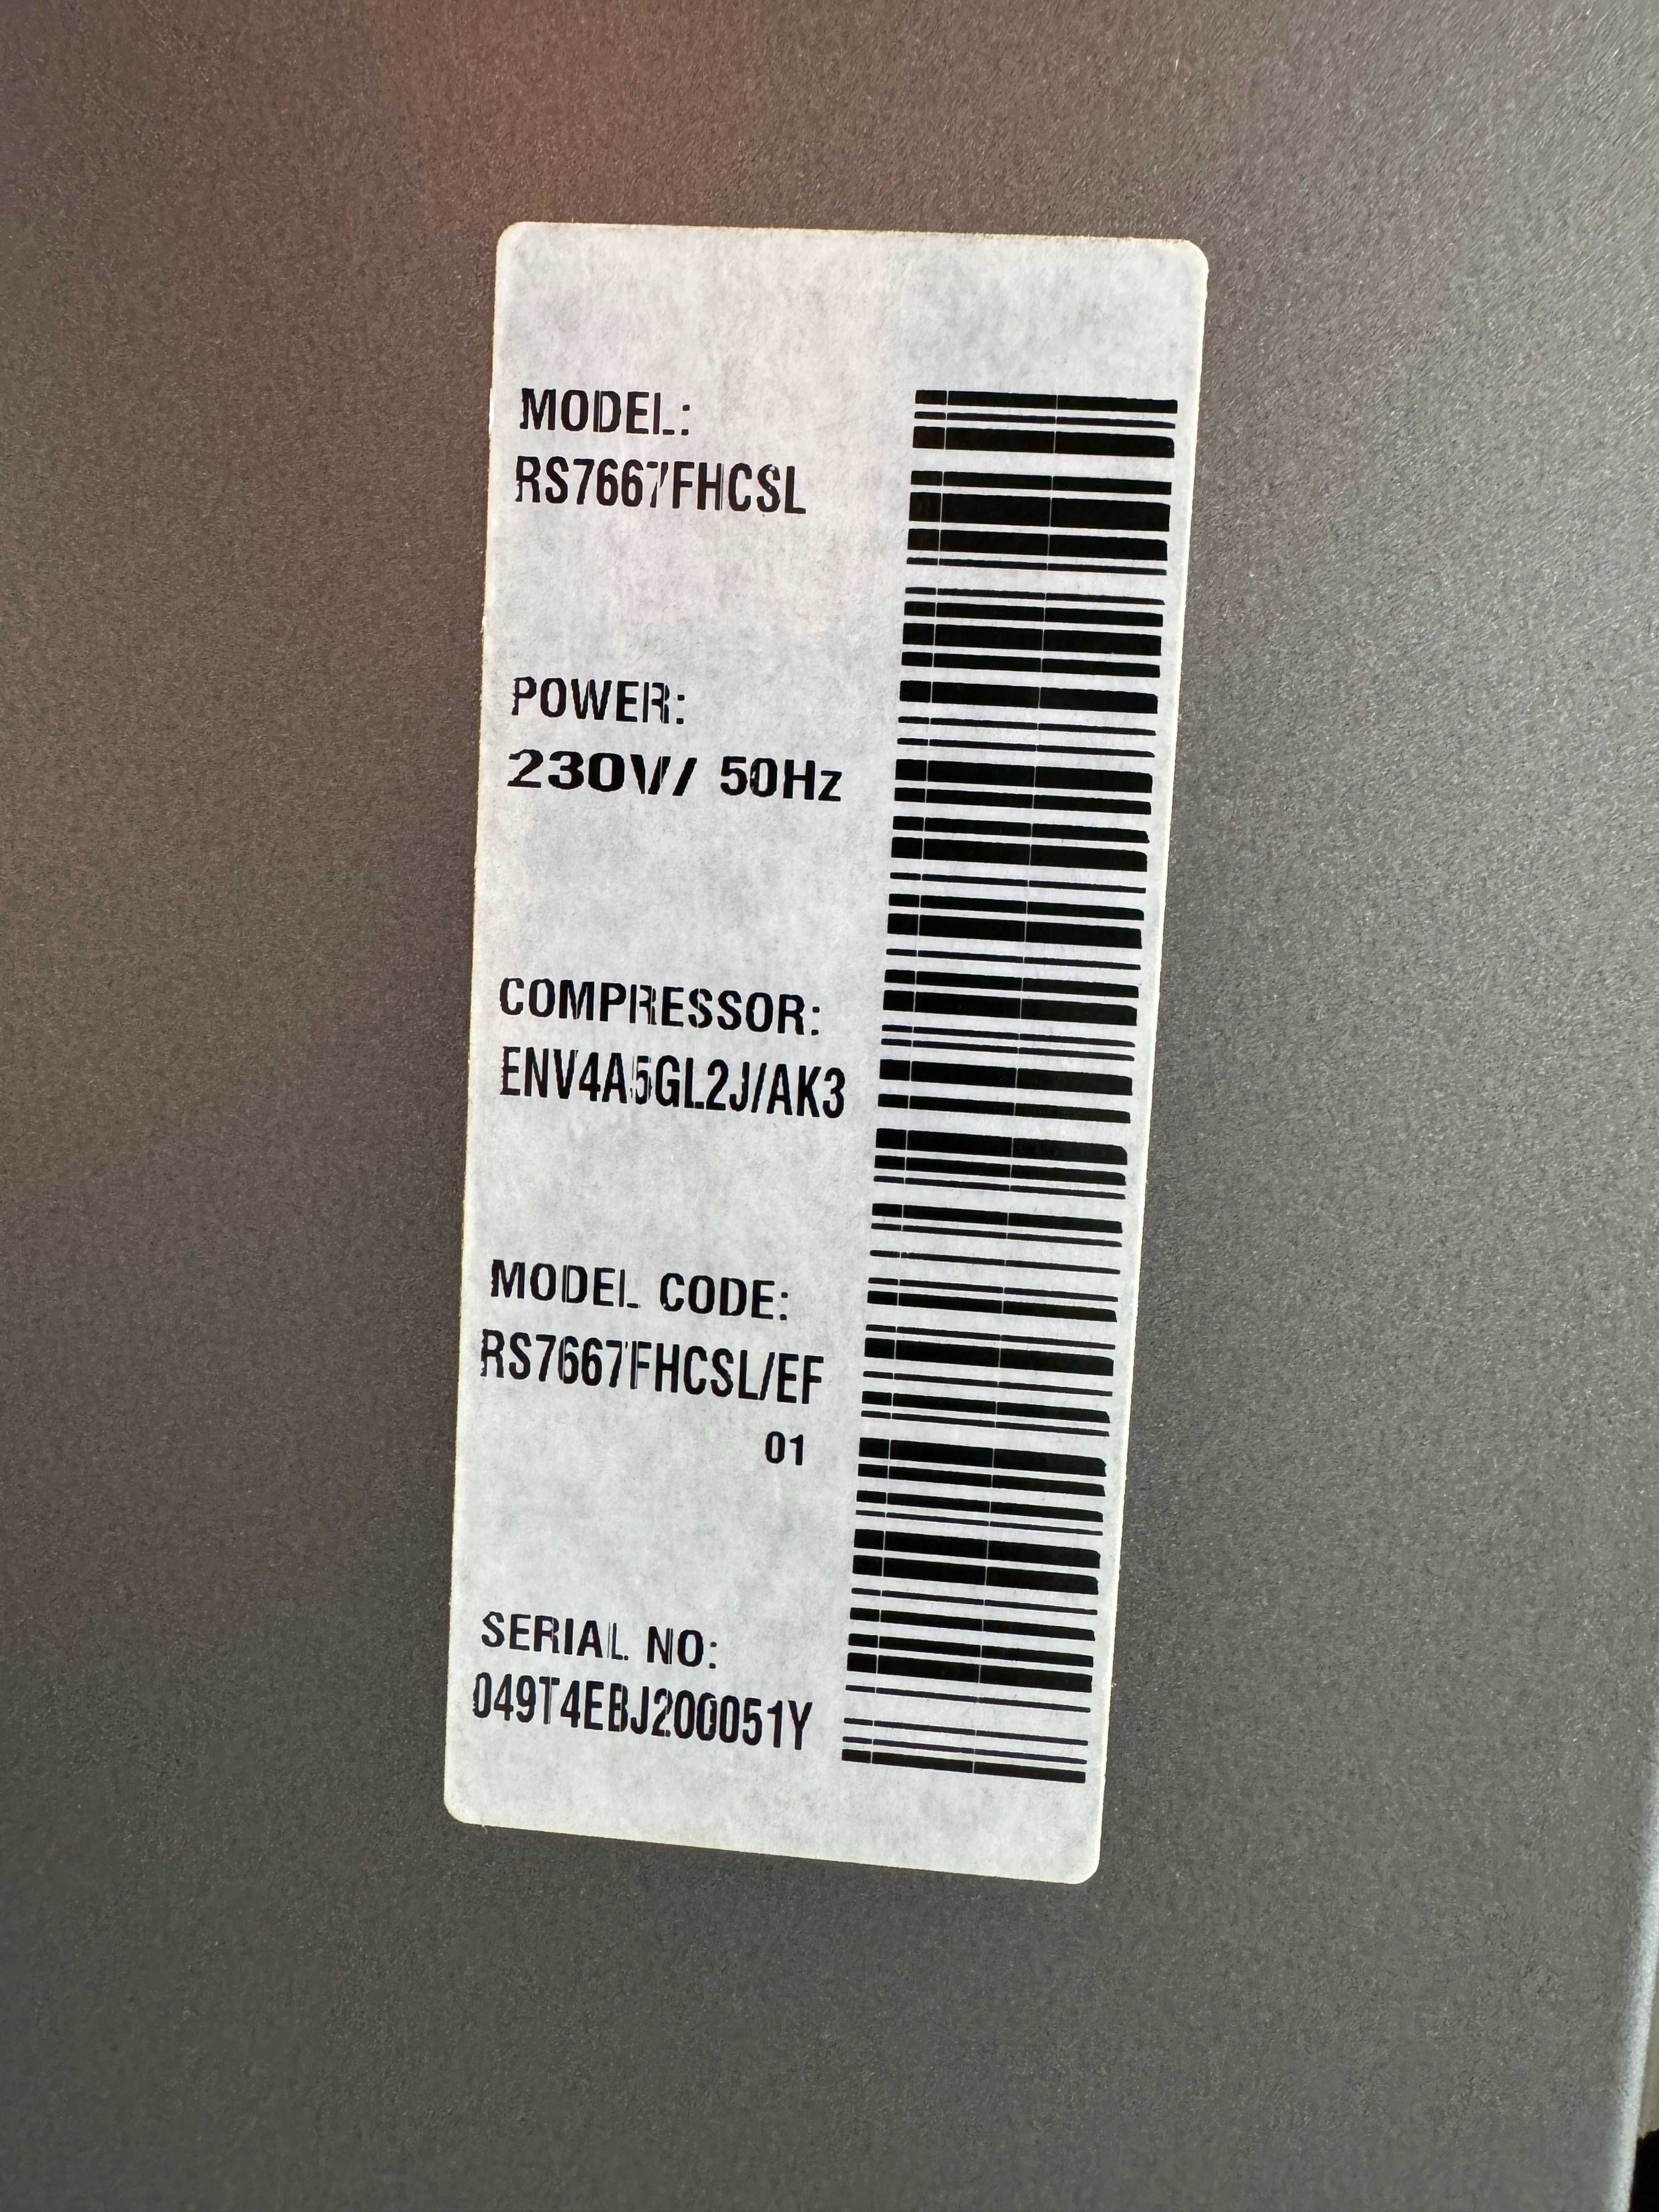 MODEL:
RS7667FHCSL
POWER:
230V/ 50Hz
COMPRESSOR:
ENV4A5GL2J/AK3
MODEL CODE:
RS7667FHCSL/EF
01
SERIAL NO:
049T4EBJ200051Y